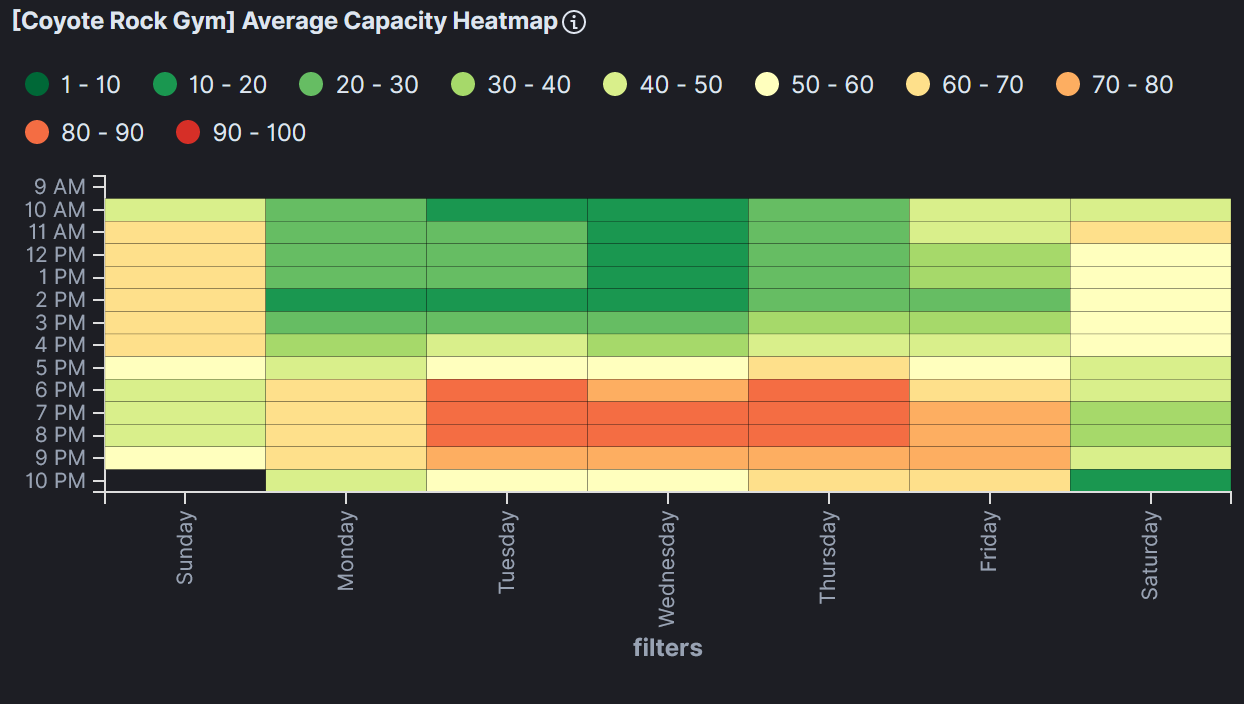 [Coyote Rock Gym] Average Capacity Heatmap
1 - 10 10 - 20 20 - 30 30 - 40 40 - 50 50 - 60 60 - 70 70 - 80
80 - 90 90 - 100
9 AM
10 AM
11 AM
12 PM
1 PM
2 PM
3 PM
4 PM
5 PM
6 PM
7 PM
8 PM
9 PM
10 PM
Sunday Monday Tuesday Wednesday Thursday Friday Saturday
filters